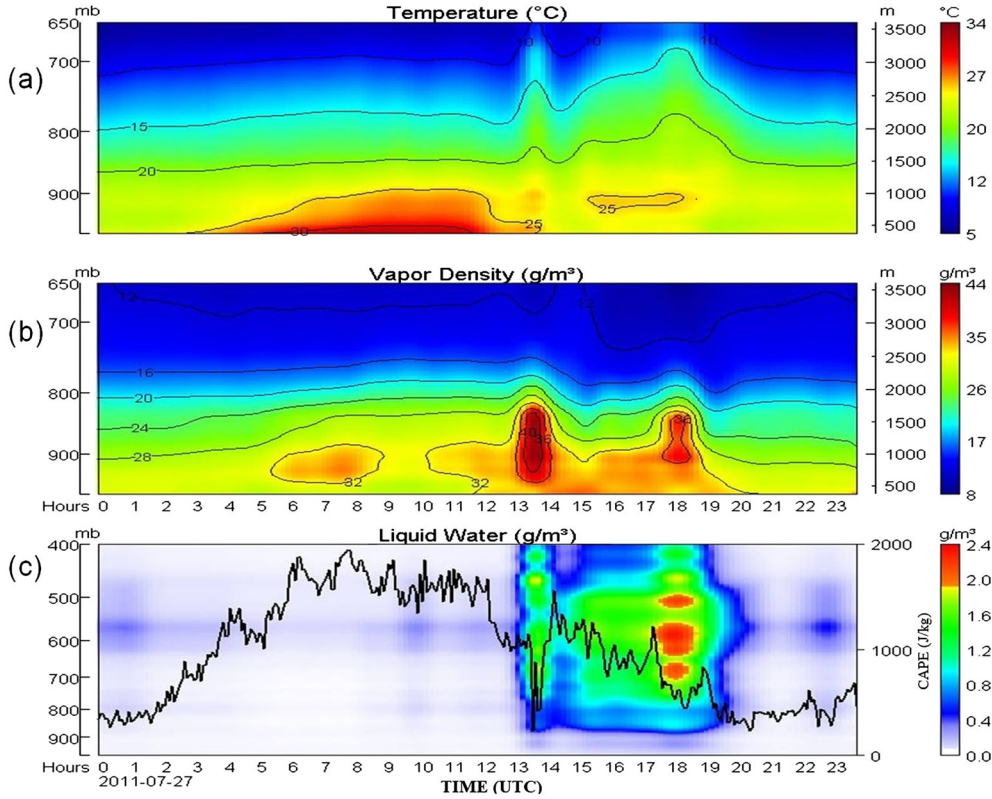 mb Temperature (°C) m °C
(a)
650 700 800 900
10 10 10
15
20
25
25
30
3500 3000 2500 2000 1500 1000 500
34 27 20 12 5
mb Vapor Density (g/m³) m g/m³
(b)
650 700 800 900
12 12
16
20
24
28
32 32
40 36 36
3500 3000 2500 2000 1500 1000 500
44 35 26 17 8
Hours 0 1 2 3 4 5 6 7 8 9 10 11 12 13 14 15 16 17 18 19 20 21 22 23
mb Liquid Water (g/m³) g/m³
(c)
400 500 600 700 800 900
2000 1000 0
CAPE (J/kg)
2.4 2.0 1.6 1.2 0.8 0.4 0.0
Hours 0 1 2 3 4 5 6 7 8 9 10 11 12 13 14 15 16 17 18 19 20 21 22 23
2011-07-27 TIME (UTC)